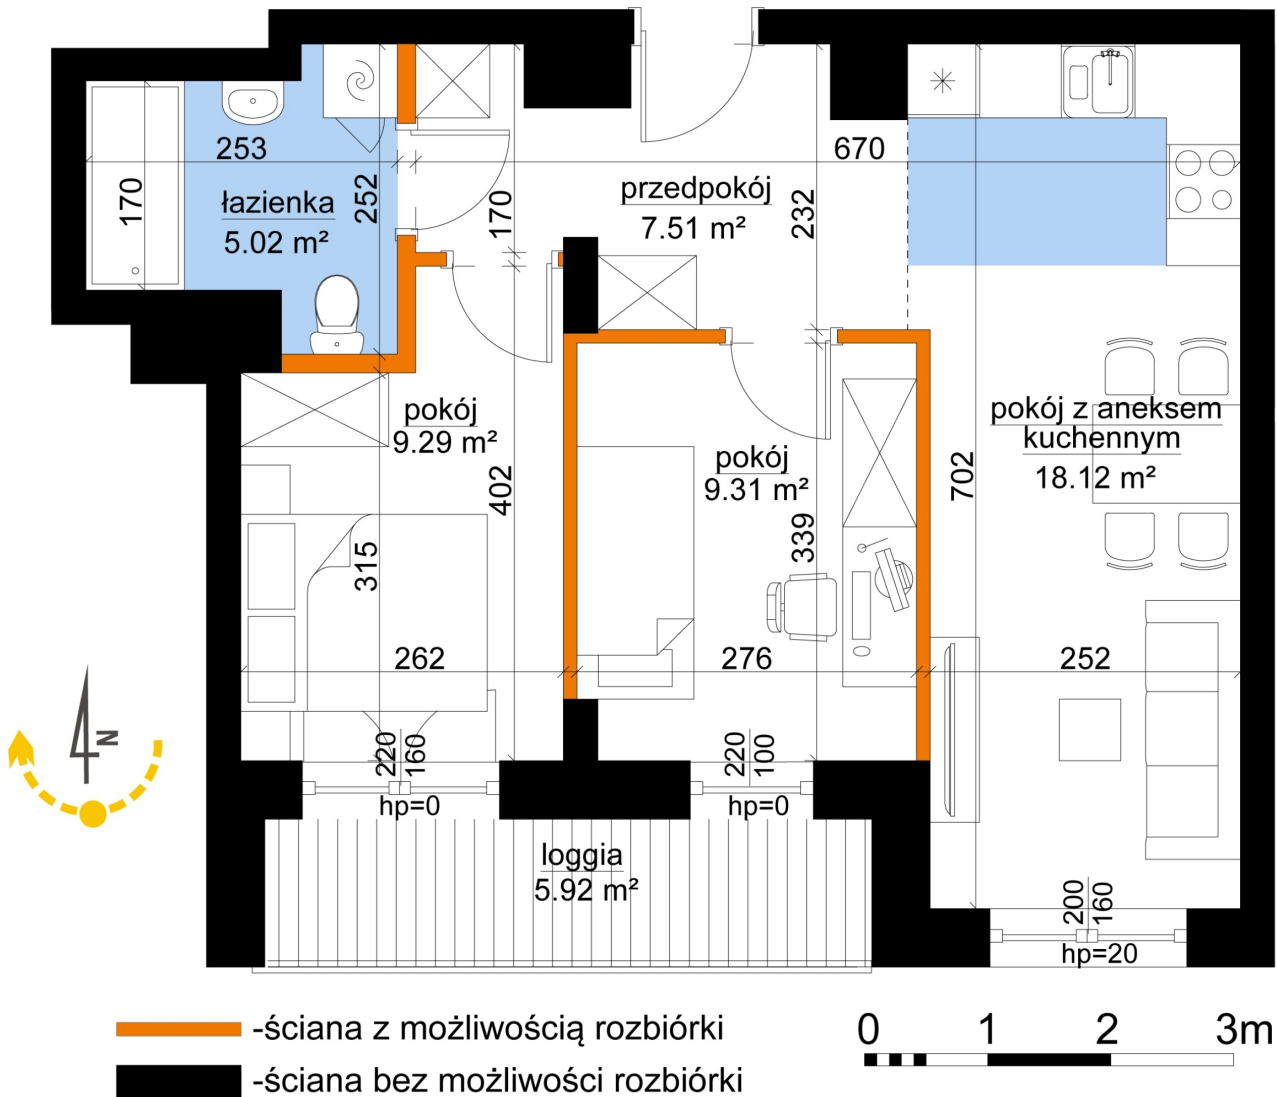 253
670
170
252
łazienka
5.02 m²
170
przedpokój
7.51 m²
232
pokój
9.29 m²
402
315
pokój
9.31 m²
339
702
pokój z aneksem
kuchennym
18.12 m²
262
276
252
N
220
160
hp=0
220
100
hp=0
loggia
5.92 m²
200
160
hp=20
-ściana z możliwością rozbiórki
-ściana bez możliwości rozbiórki
0 1 2 3m